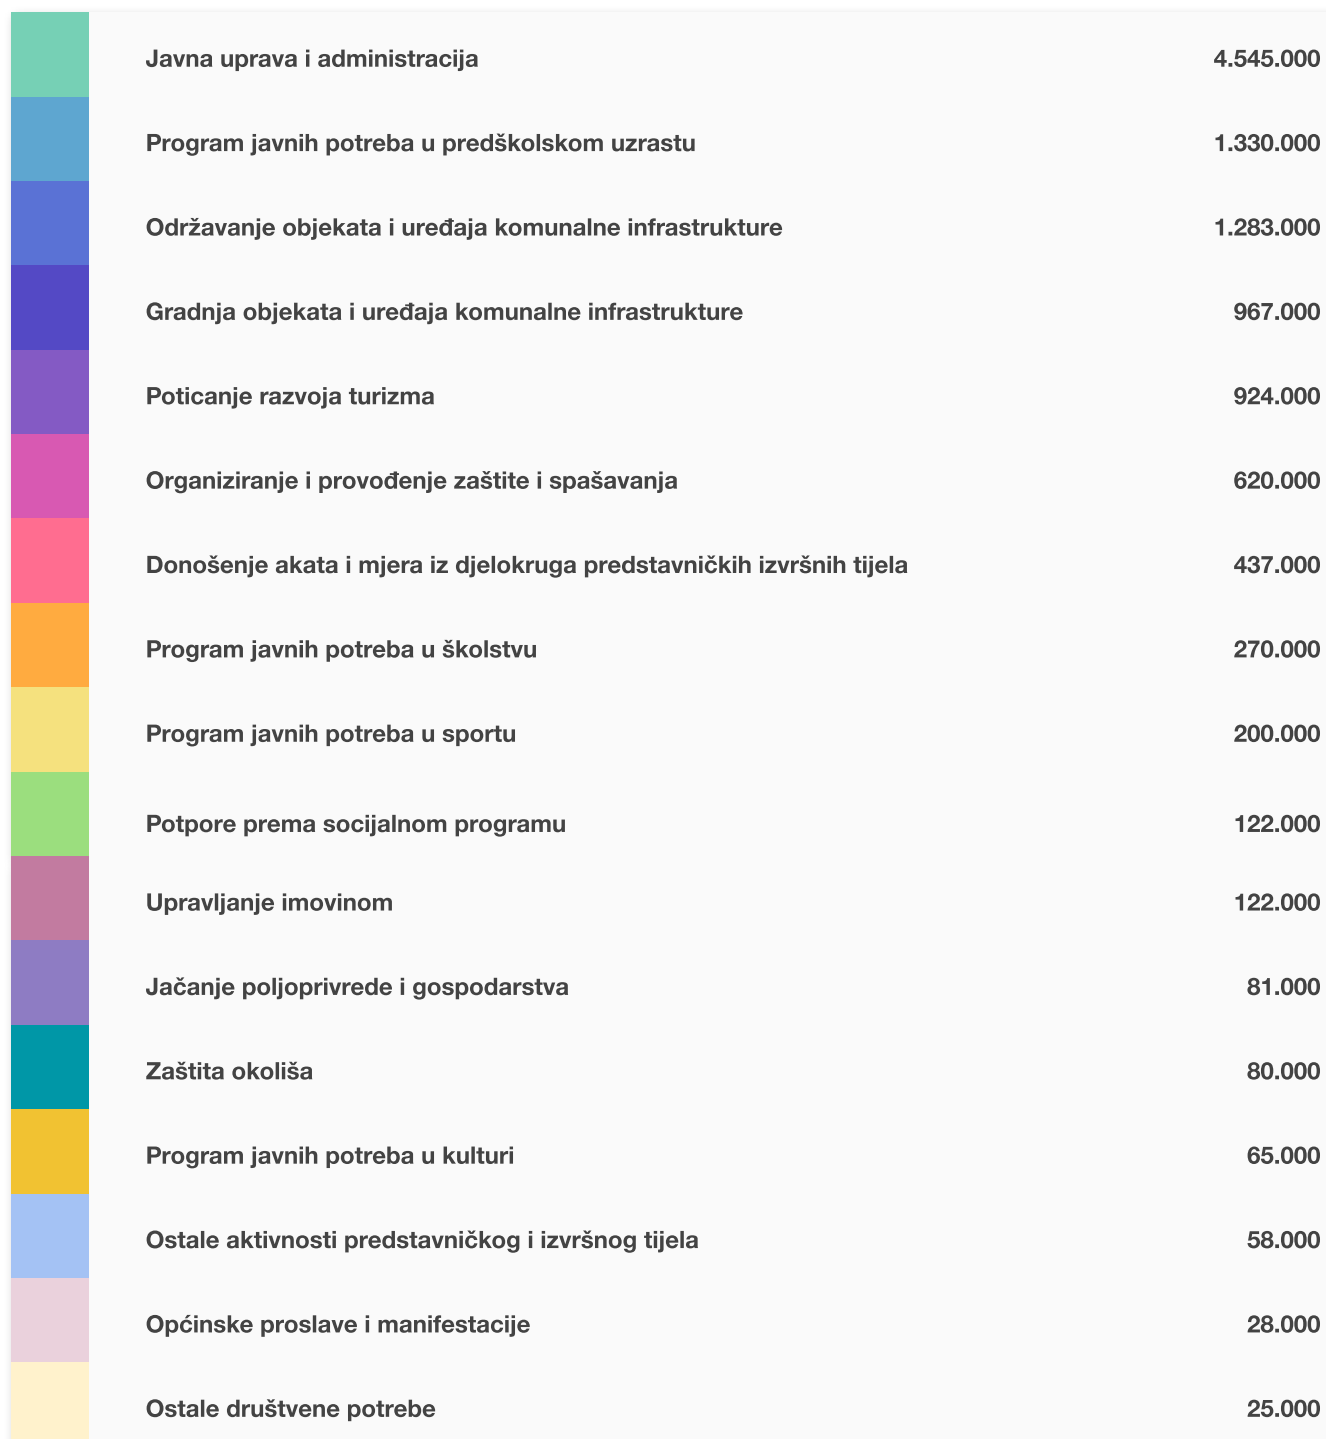 Javna uprava i administracija 4.545.000
Program javnih potreba u predškolskom uzrastu 1.330.000
Održavanje objekata i uređaja komunalne infrastrukture 1.283.000
Gradnja objekata i uređaja komunalne infrastrukture 967.000
Poticanje razvoja turizma 924.000
Organiziranje i provođenje zaštite i spašavanja 620.000
Donošenje akata i mjera iz djelokruga predstavničkih izvršnih tijela 437.000
Program javnih potreba u školstvu 270.000
Program javnih potreba u sportu 200.000
Potpore prema socijalnom programu 122.000
Upravljanje imovinom 122.000
Jačanje poljoprivrede i gospodarstva 81.000
Zaštita okoliša 80.000
Program javnih potreba u kulturi 65.000
Ostale aktivnosti predstavničkog i izvršnog tijela 58.000
Općinske proslave i manifestacije 28.000
Ostale društvene potrebe 25.000